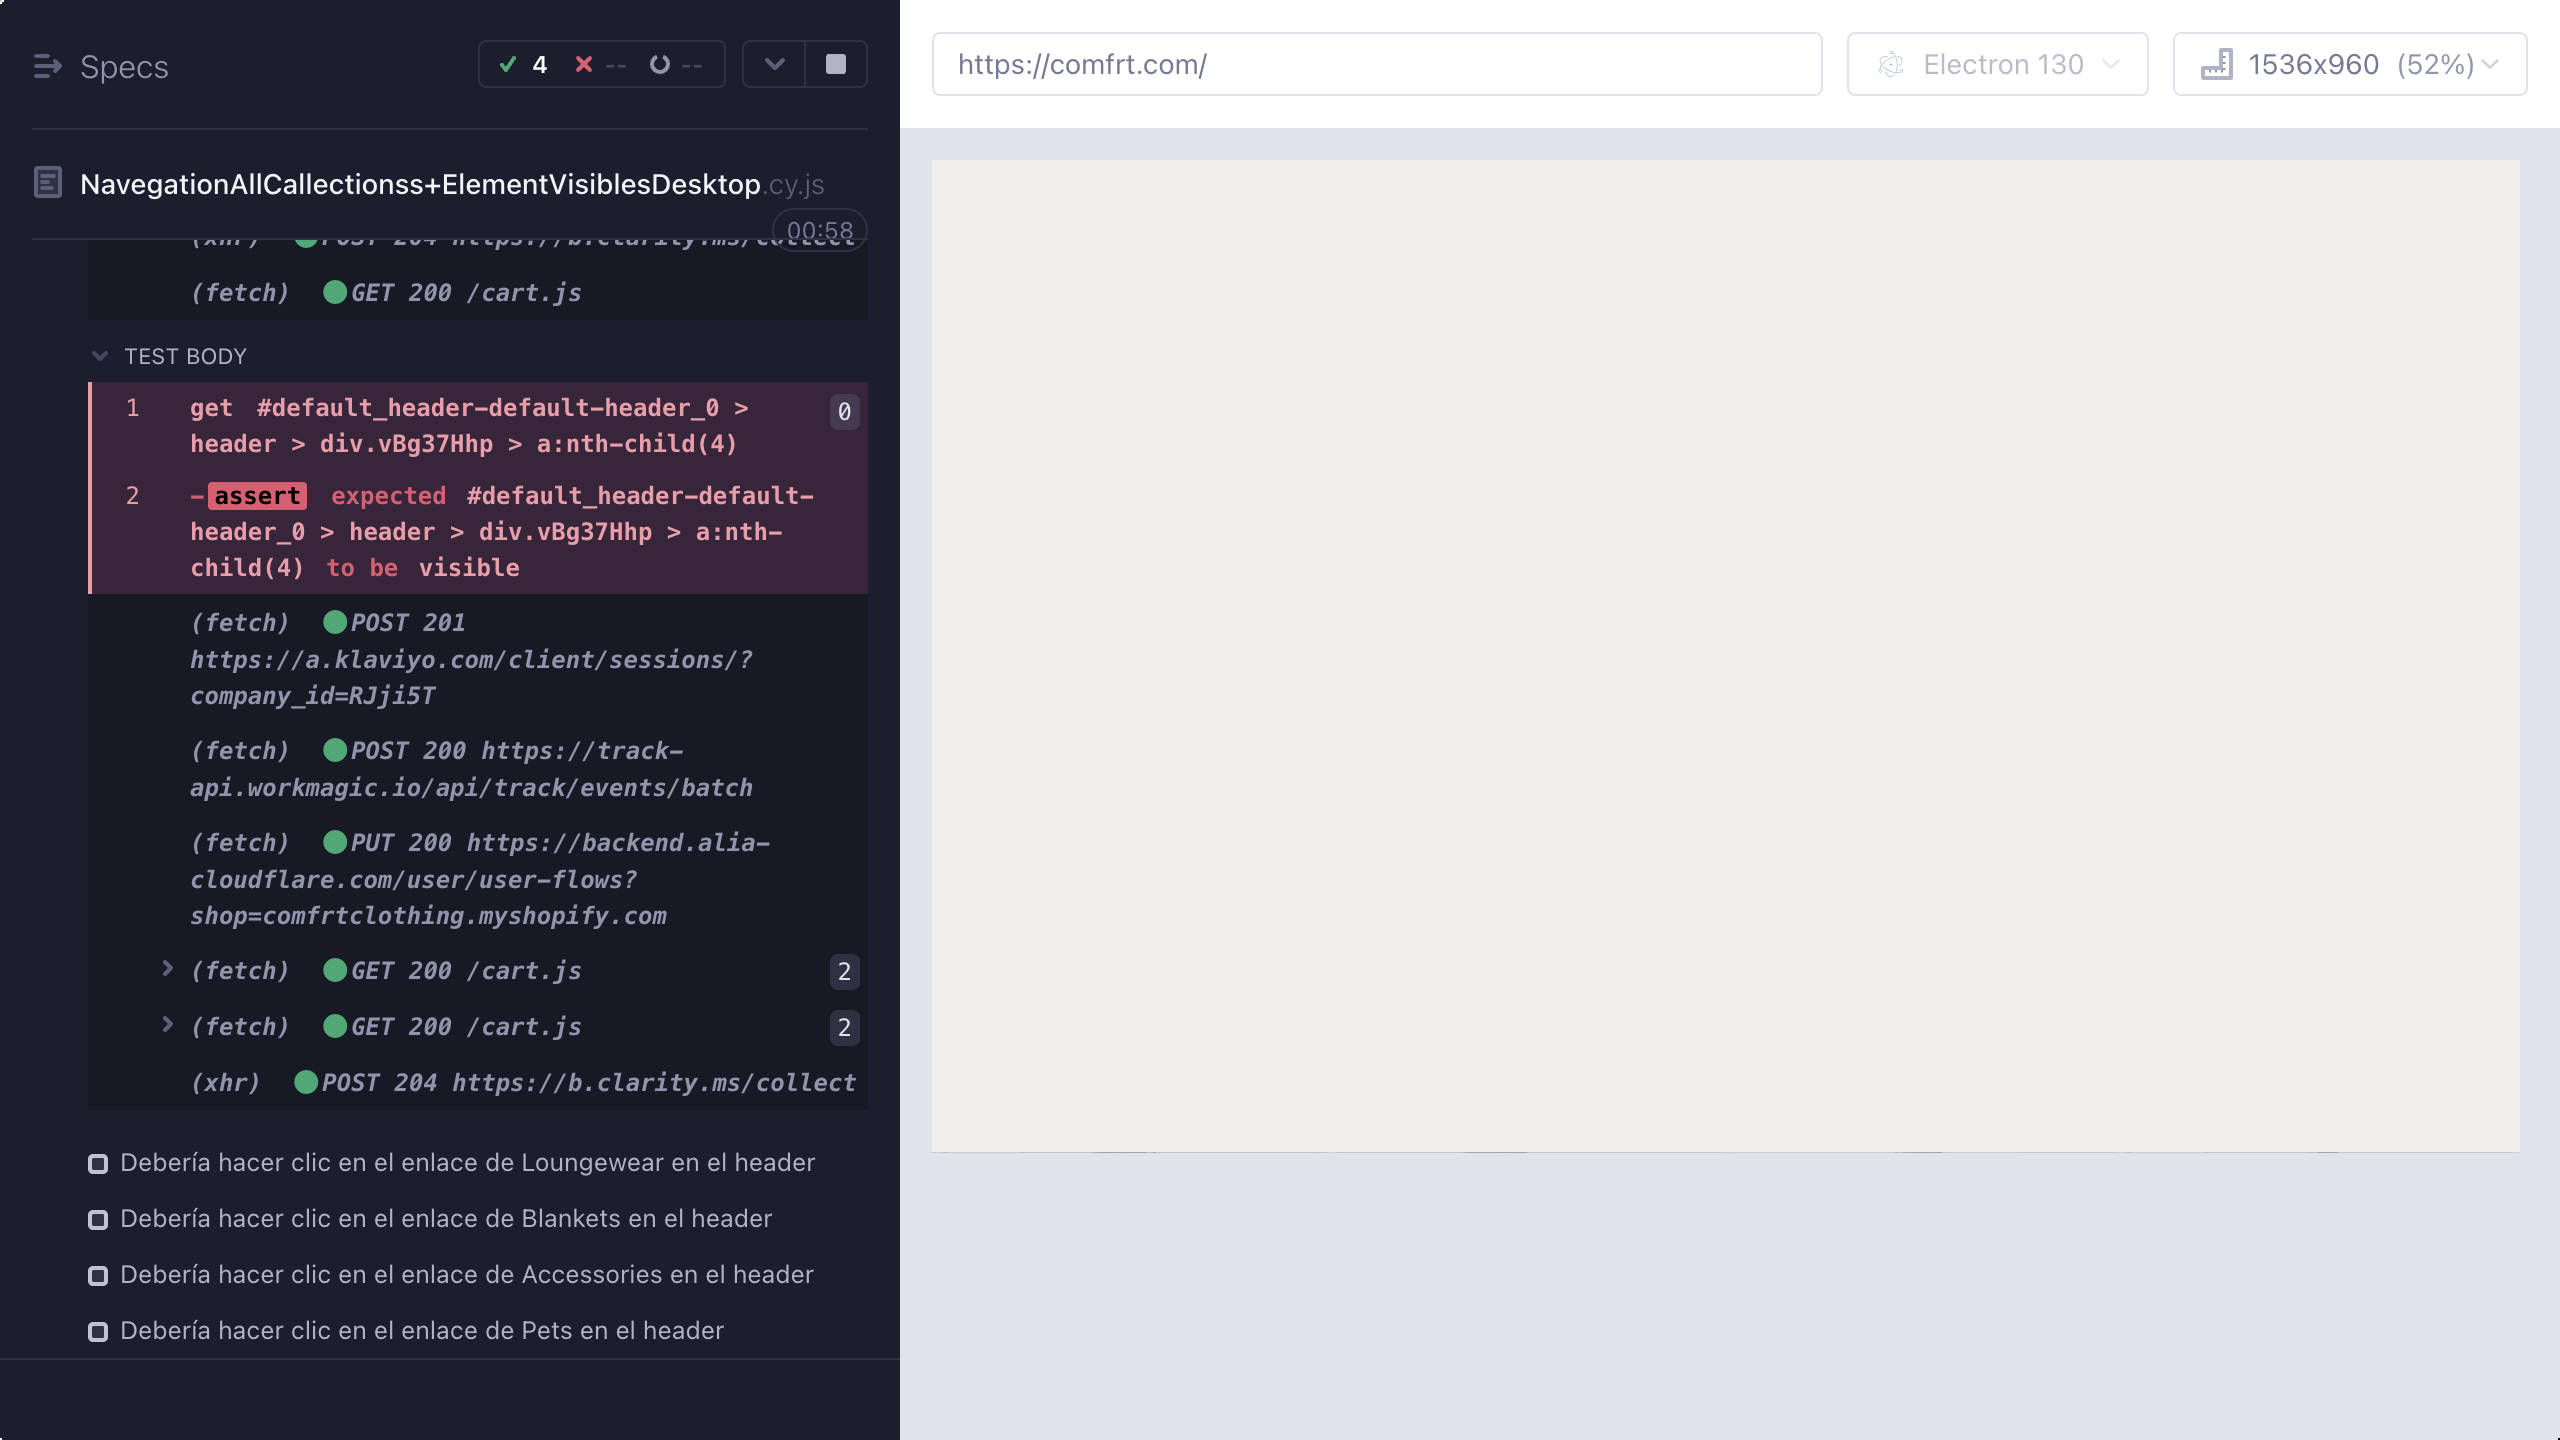 Specs
4 -- --
https://comfrt.com/
Electron 130
1536x960 (52%)
NavegationAllCallectionss+ElementVisiblesDesktop.cy.js
00:58
(xhr) POST 204 https://b.clarity.ms/collect
(fetch) GET 200 /cart.js
TEST BODY
1 get #default_header-default-header_0 > 0
header > div.vBg37Hhp > a:nth-child(4)
2 -assert expected #default_header-default-
header_0 > header > div.vBg37Hhp > a:nth-
child(4) to be visible
(fetch) POST 201
https://a.klaviyo.com/client/sessions/?
company_id=RJji5T
(fetch) POST 200 https://track-
api.workmagic.io/api/track/events/batch
(fetch) PUT 200 https://backend.alia-
cloudflare.com/user/user-flows?
shop=comfrtclothing.myshopify.com
(fetch) GET 200 /cart.js 2
(fetch) GET 200 /cart.js 2
(xhr) POST 204 https://b.clarity.ms/collect
Debería hacer clic en el enlace de Loungewear en el header
Debería hacer clic en el enlace de Blankets en el header
Debería hacer clic en el enlace de Accessories en el header
Debería hacer clic en el enlace de Pets en el header